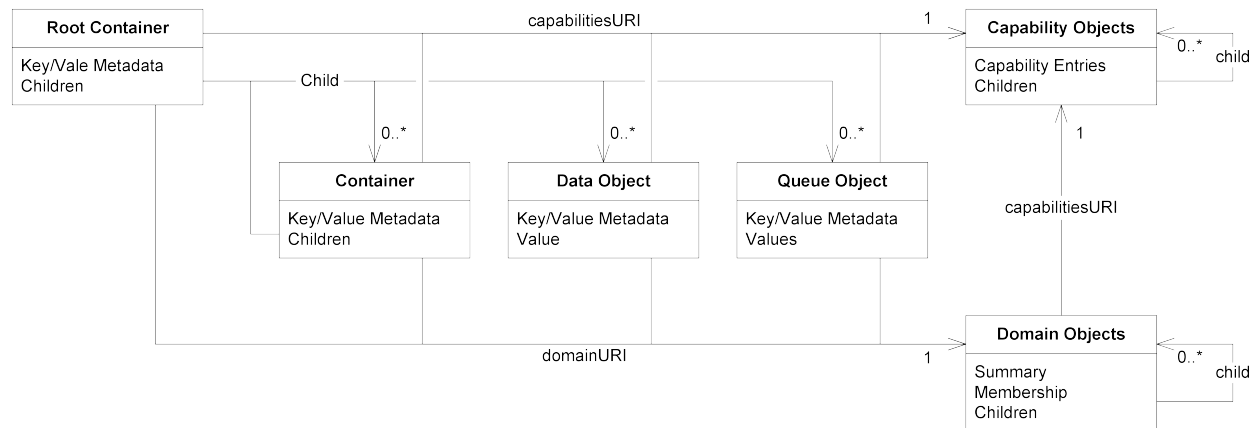 Root Container
Key/Vale Metadata
Children
capabilitiesURI
1
Capability Objects
Capability Entries
Children
0..*
child
Child
0..*
0..*
0..*
1
Container
Key/Value Metadata
Children
Data Object
Key/Value Metadata
Value
Queue Object
Key/Value Metadata
Values
capabilitiesURI
domainURI
1
Domain Objects
Summary
Membership
Children
0..*
child